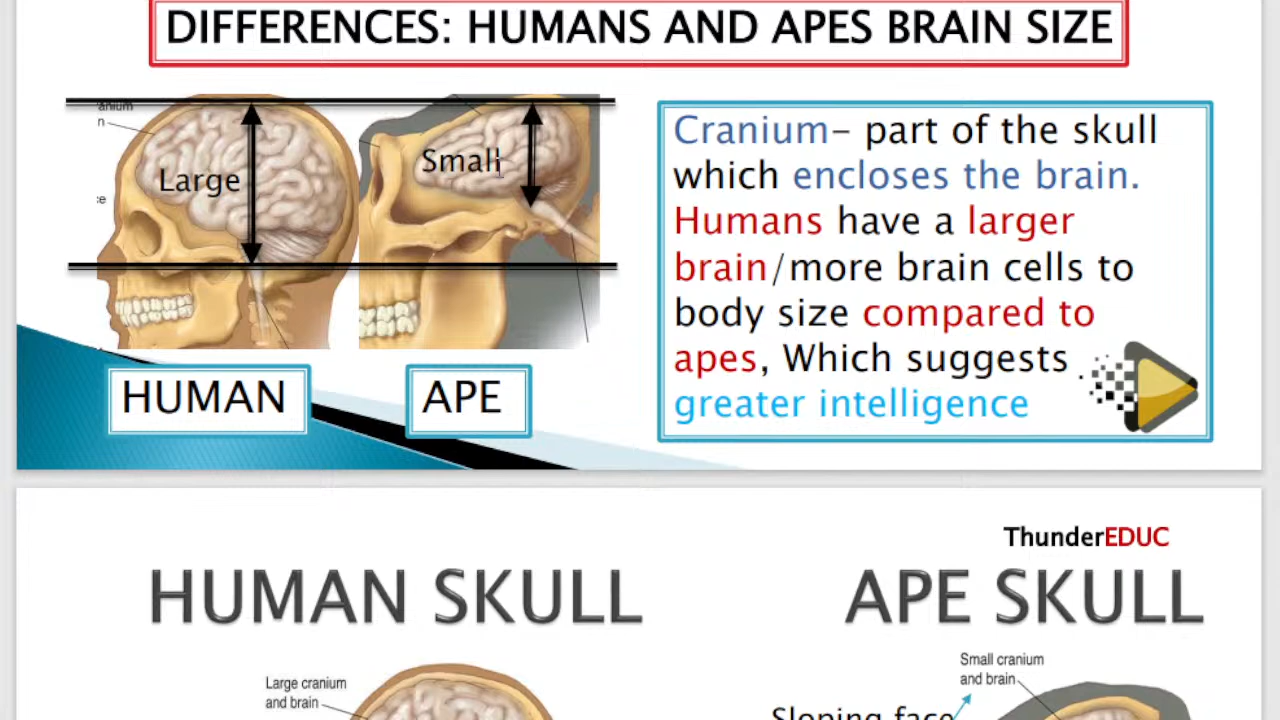 DIFFERENCES: HUMANS AND APES BRAIN SIZE
Large
Small
HUMAN
APE
Cranium– part of the skull
which encloses the brain.
Humans have a larger
brain/more brain cells to
body size compared to
apes, Which suggests .
greater intelligence
ThunderEDUC
HUMAN SKULL
APE SKULL
Large cranium
and brain
Small cranium
and brain
Sloping face